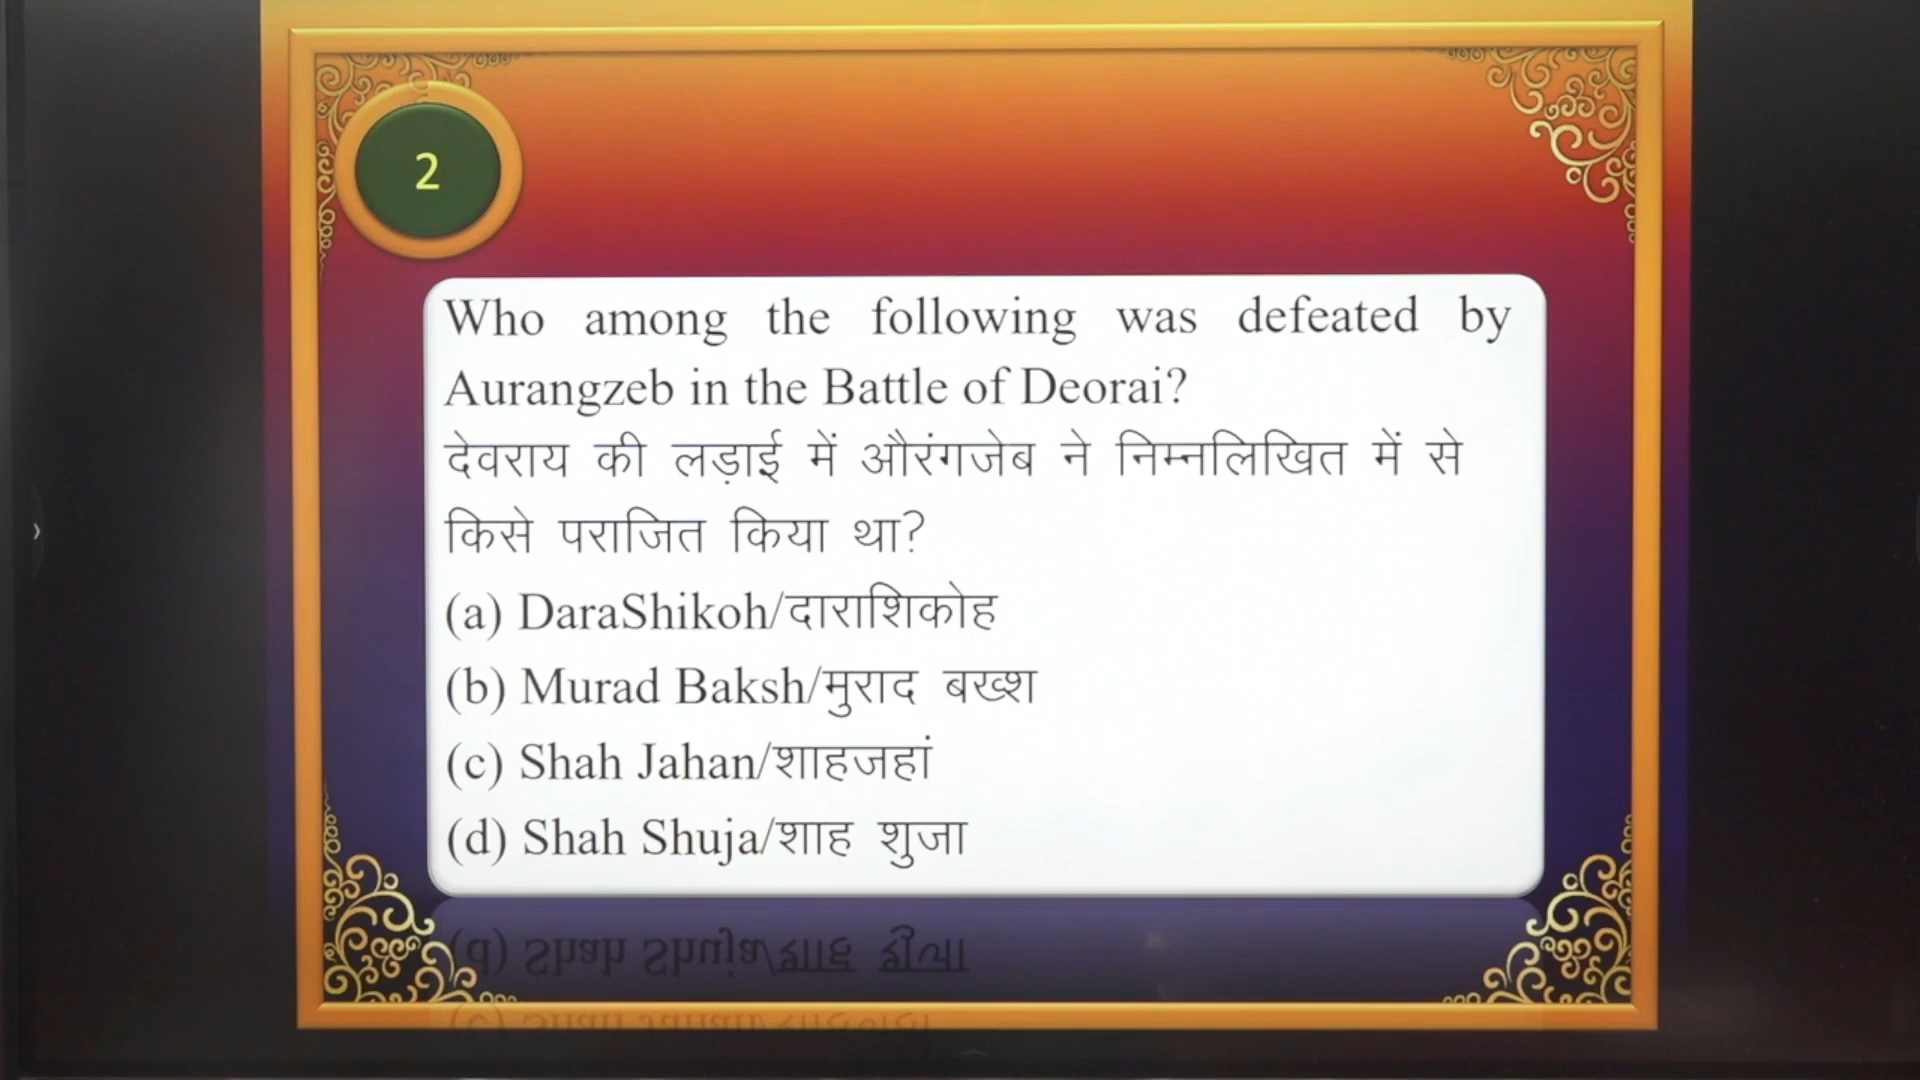 2
Who among the following was defeated by
Aurangzeb in the Battle of Deorai?
देवराय की लड़ाई में औरंगजेब ने निम्नलिखित में से
किसे पराजित किया था?
(a) DaraShikoh/दाराशिकोह
(b) Murad Baksh/मुराद बख्श
(c) Shah Jahan/शाहजहां
(d) Shah Shuja/शाह शुजा